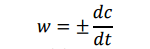 w = ± dc/dt